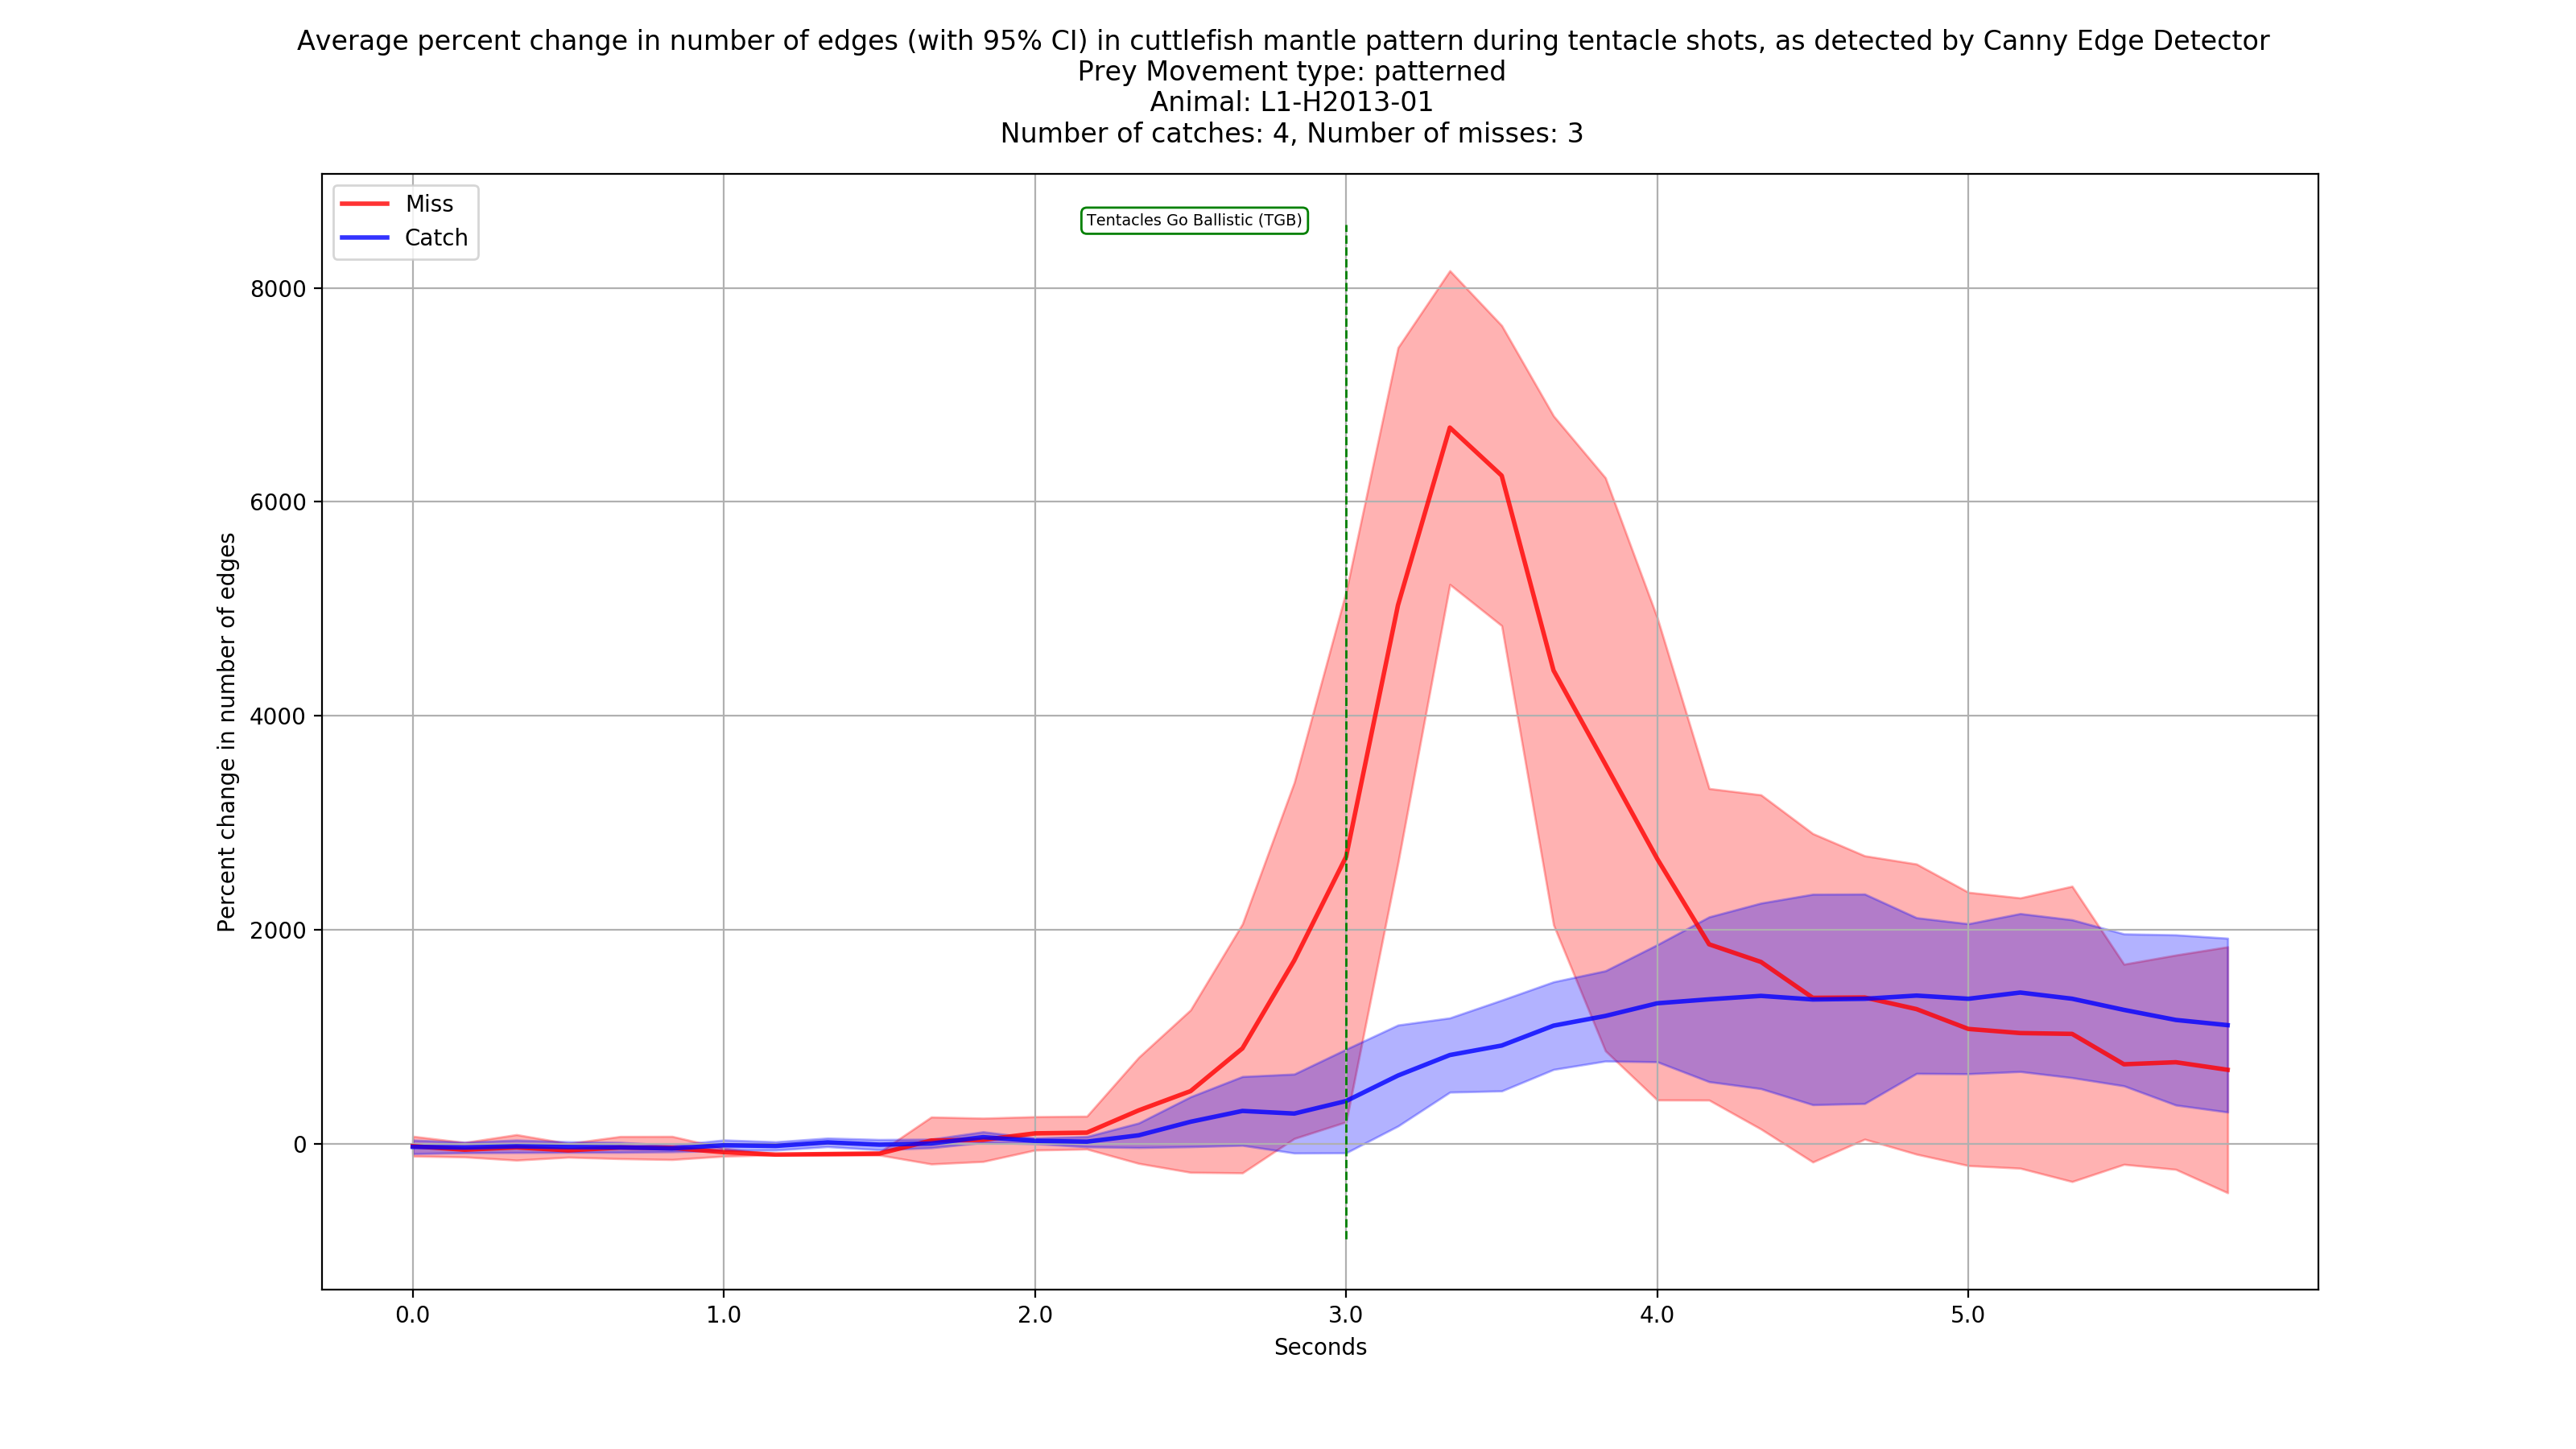 Average percent change in number of edges (with 95% CI) in cuttlefish mantle pattern during tentacle shots, as detected by Canny Edge Detector
Prey Movement type: patterned
Animal: L1-H2013-01
Number of catches: 4, Number of misses: 3
Miss
Catch
Tentacles Go Ballistic (TGB)
8000
6000
4000
2000
0
Percent change in number of edges
0.0 1.0 2.0 3.0 4.0 5.0
Seconds